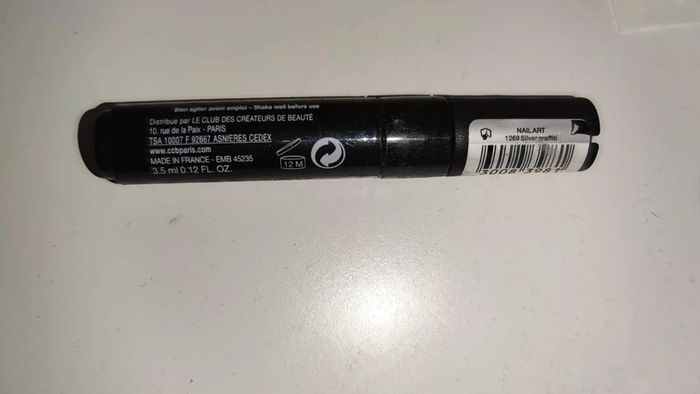 Bien agiter avant emploi - Shake well before use
Distribué par LE CLUB DES CRÉATEURS DE BEAUTÉ
10, rue de la Paix - PARIS
TSA 10007 F 92667 ASNIERES CEDEX
www.ccbparis.com
MADE IN FRANCE - EMB 45235
3.5 ml 0.12 FL. OZ.
12 M
NAIL ART
1269 Silver graffiti
3008 3981